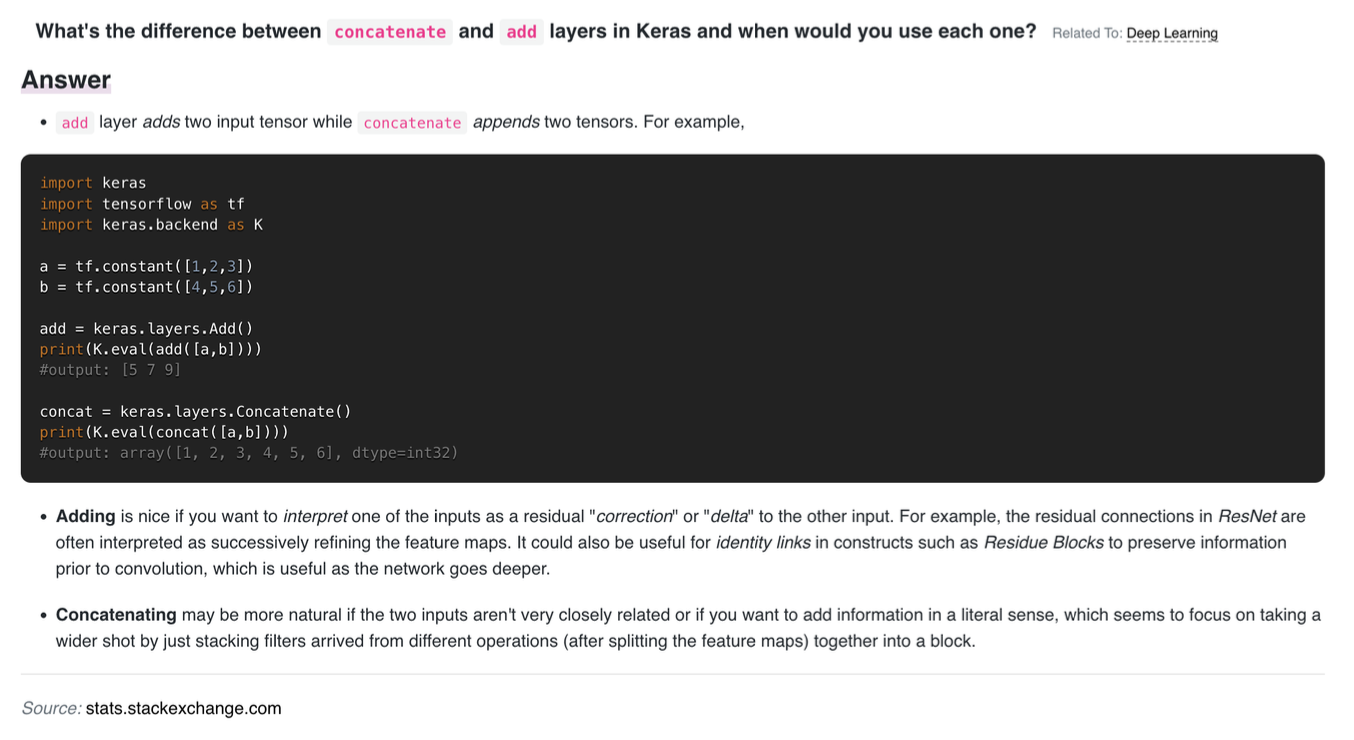 What's the difference between concatenate and add layers in Keras and when would you use each one? Related To: Deep Learning
Answer
• add layer adds two input tensor while concatenate appends two tensors. For example,
import keras
import tensorflow as tf
import keras.backend as K
a = tf.constant([1,2,3])
b = tf.constant([4,5,6])
add = keras.layers.Add()
print(K.eval(add([a,b])))
#output: [5 7 9]
concat = keras.layers.Concatenate()
print(K.eval(concat([a,b])))
#output: array([1, 2, 3, 4, 5, 6], dtype=int32)
• Adding is nice if you want to interpret one of the inputs as a residual "correction" or "delta" to the other input. For example, the residual connections in ResNet are
often interpreted as successively refining the feature maps. It could also be useful for identity links in constructs such as Residue Blocks to preserve information
prior to convolution, which is useful as the network goes deeper.
• Concatenating may be more natural if the two inputs aren't very closely related or if you want to add information in a literal sense, which seems to focus on taking a
wider shot by just stacking filters arrived from different operations (after splitting the feature maps) together into a block.
Source: stats.stackexchange.com